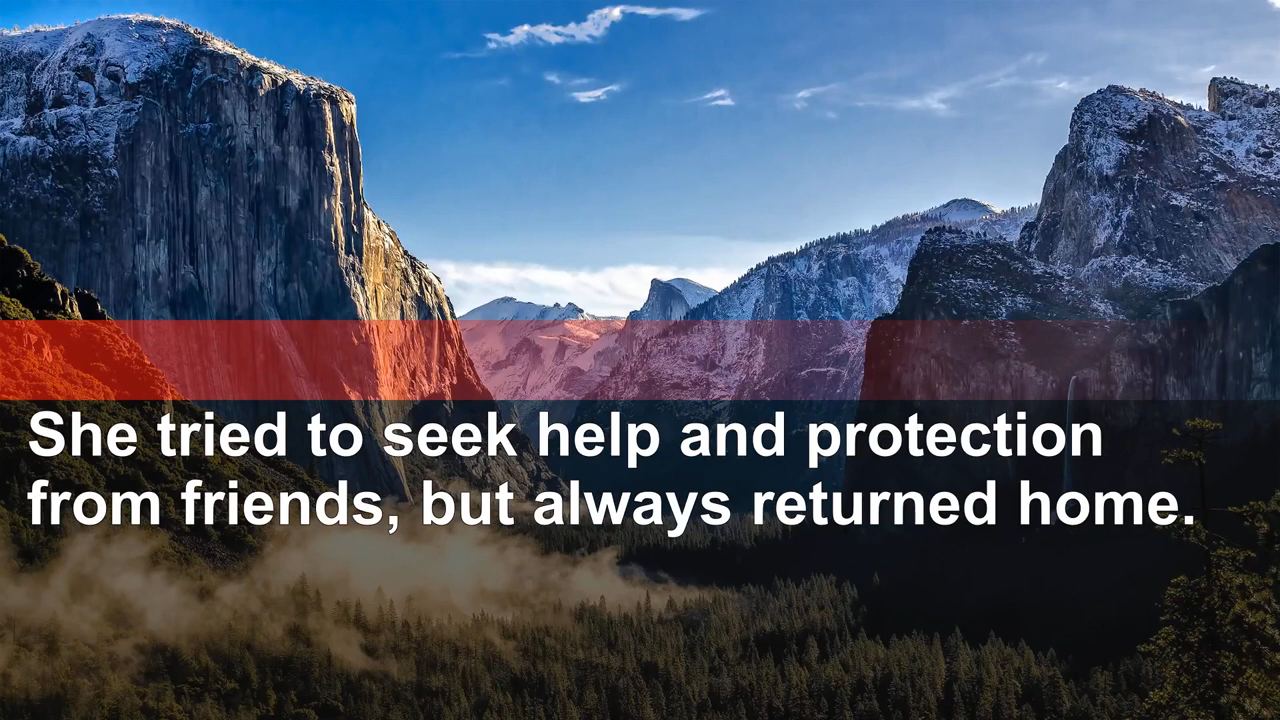 She tried to seek help and protection
from friends, but always returned home.